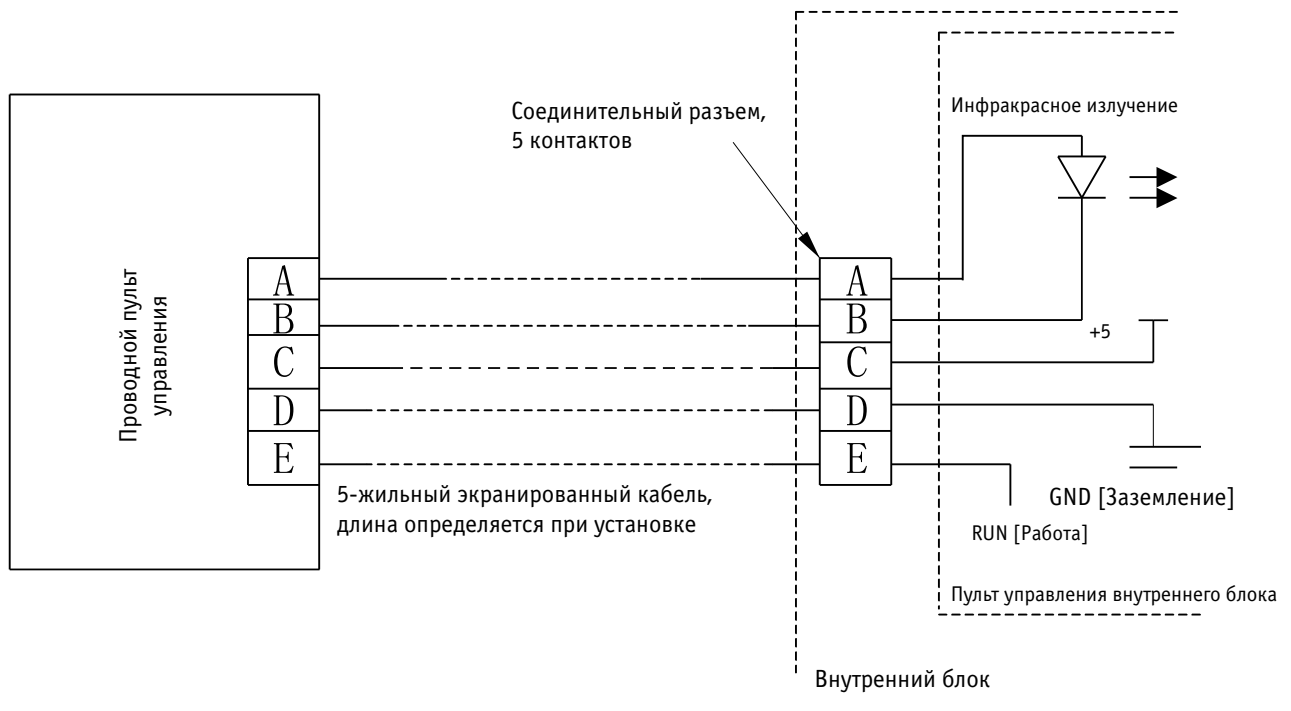 Соединительный разъем,
5 контактов
Инфракрасное излучение
Проводной пульт
управления
A
B
C
D
E
A
B
C
D
E
+5
5-жильный экранированный кабель,
длина определяется при установке
GND [Заземление]
RUN [Работа]
Пульт управления внутреннего блока
Внутренний блок